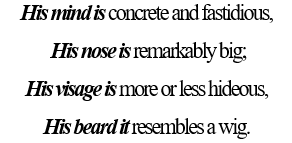 His mind is concrete and fastidious,
His nose is remarkably big;
His visage is more or less hideous,
His beard it resembles a wig.